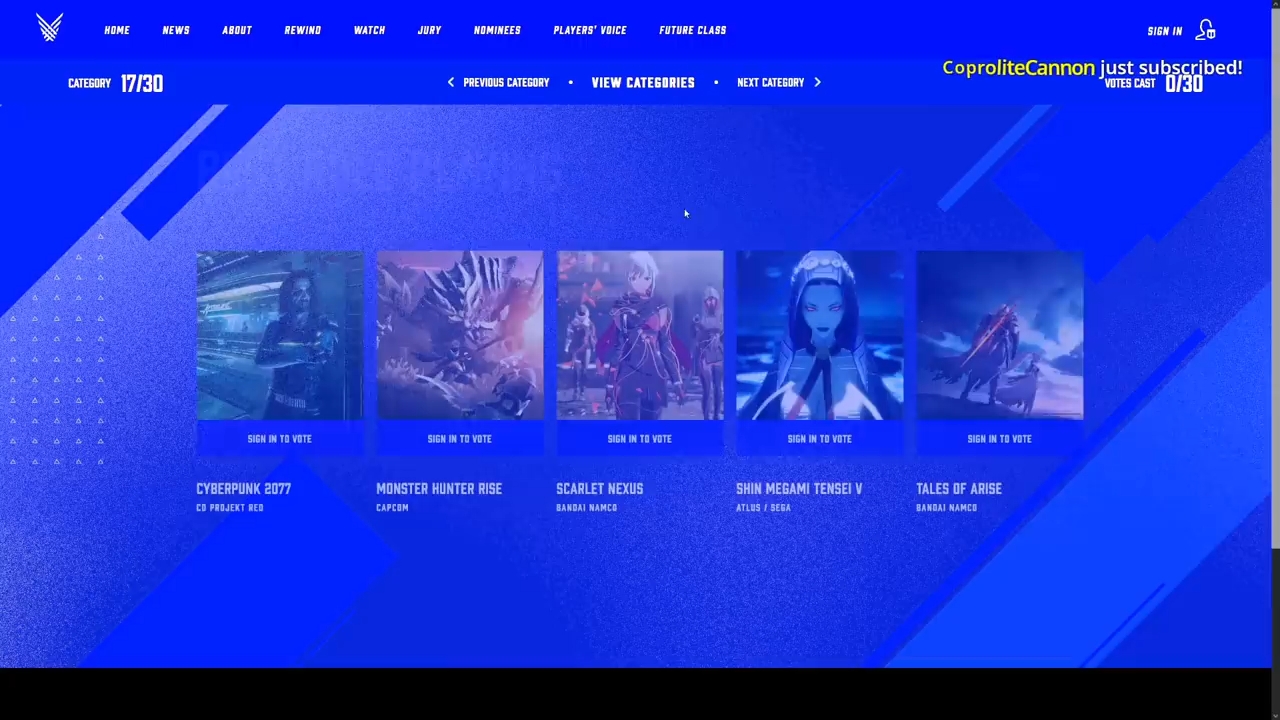 HOME NEWS ABOUT REWIND WATCH JURY NOMINEES PLAYERS' VOICE FUTURE CLASS SIGN IN
CoproliteCannon just subscribed!
CATEGORY 17/30 PREVIOUS CATEGORY • VIEW CATEGORIES • NEXT CATEGORY VOTES CAST 0/30
SIGN IN TO VOTE SIGN IN TO VOTE SIGN IN TO VOTE SIGN IN TO VOTE SIGN IN TO VOTE
CYBERPUNK 2077 MONSTER HUNTER RISE SCARLET NEXUS SHIN MEGAMI TENSEI V TALES OF ARISE
CD PROJEKT RED CAPCOM BANDAI NAMCO ATLUS / SEGA BANDAI NAMCO